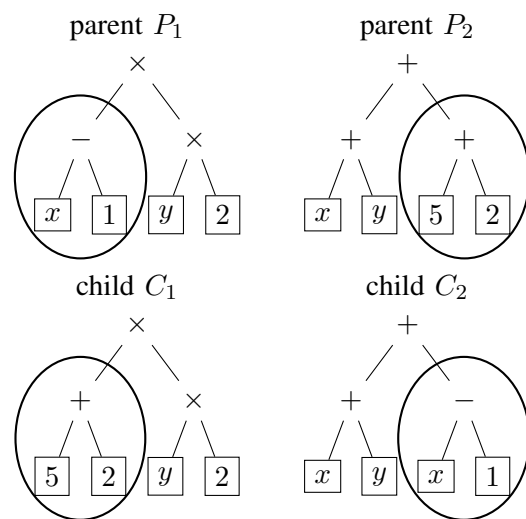 parent P₁ parent P₂
× +
− × + +
x 1 y 2 x y 5 2
child C₁ child C₂
× +
+ × + −
5 2 y 2 x y x 1